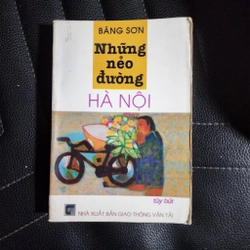 BĂNG SƠN
Những
nẻo
đường
HÀ NỘI
tùy bút
NHÀ XUẤT BẢN GIAO THÔNG VẬN TẢI